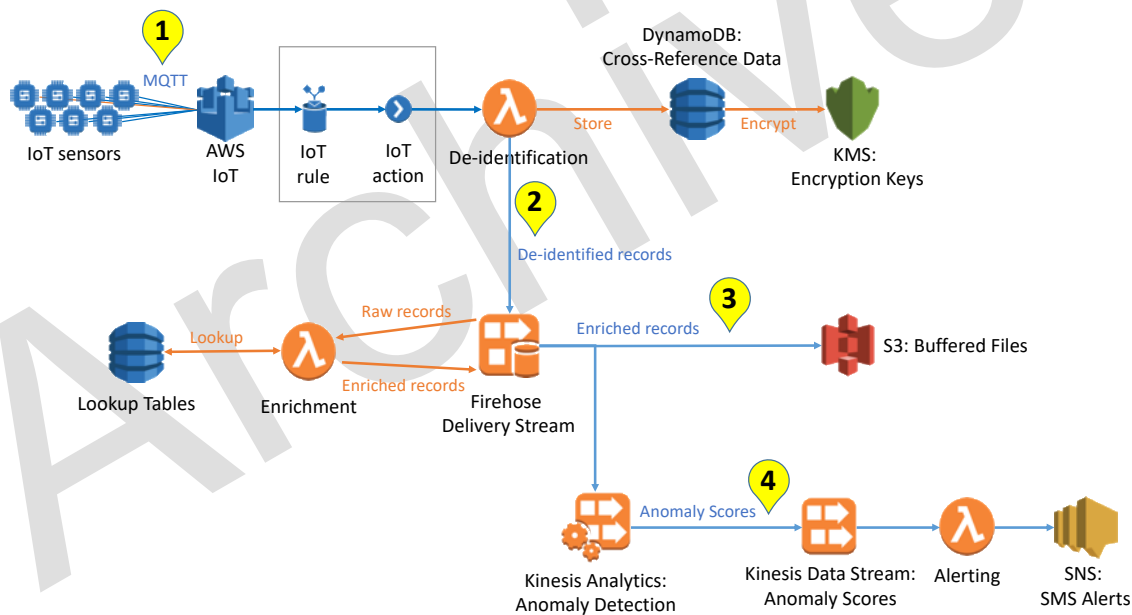 1
MQTT
IoT sensors
AWS
IoT
IoT
rule
IoT
action
De-identification
Store
DynamoDB:
Cross-Reference Data
Encrypt
KMS:
Encryption Keys
2
De-identified records
3
Raw records
Enriched records
Lookup
S3: Buffered Files
Enriched records
Lookup Tables
Enrichment
Firehose
Delivery Stream
4
Anomaly Scores
Kinesis Analytics:
Anomaly Detection
Kinesis Data Stream:
Anomaly Scores
Alerting
SNS:
SMS Alerts
Archive